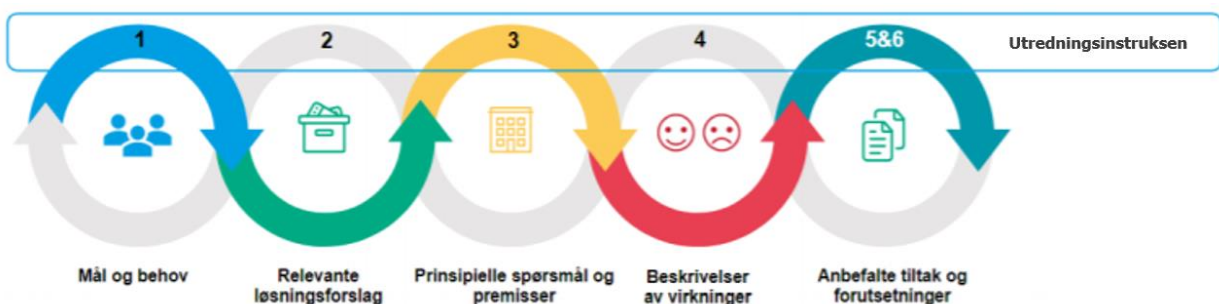 1
2
3
4
5&6
Utredningsinstruksen
Mål og behov
Relevante
løsningsforslag
Prinsipielle spørsmål og
premisser
Beskrivelser
av virkninger
Anbefalte tiltak og
forutsetninger